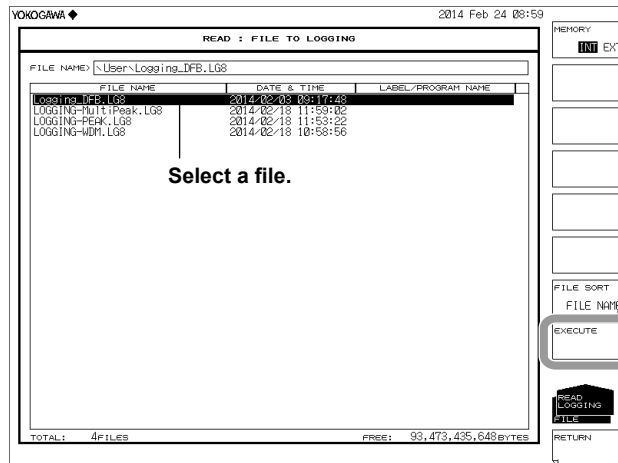 YOKOGAWA ◆ 2014 Feb 24 08:59
READ : FILE TO LOGGING
FILE NAME> \User\Logging_DFB.LG8
FILE NAME DATE & TIME LABEL/PROGRAM NAME
Logging_DFB.LG8 2014/02/03 09:17:48
LOGGING-MultiPeak.LG8 2014/02/18 11:59:02
LOGGING-PEAK.LG8 2014/02/18 11:53:22
LOGGING-WDM.LG8 2014/02/18 10:58:56
Select a file.
TOTAL: 4FILES FREE: 93,473,435,648BYTES
MEMORY
INT EXT
FILE SORT
FILE NAME
EXECUTE
READ
LOGGING
FILE
RETURN